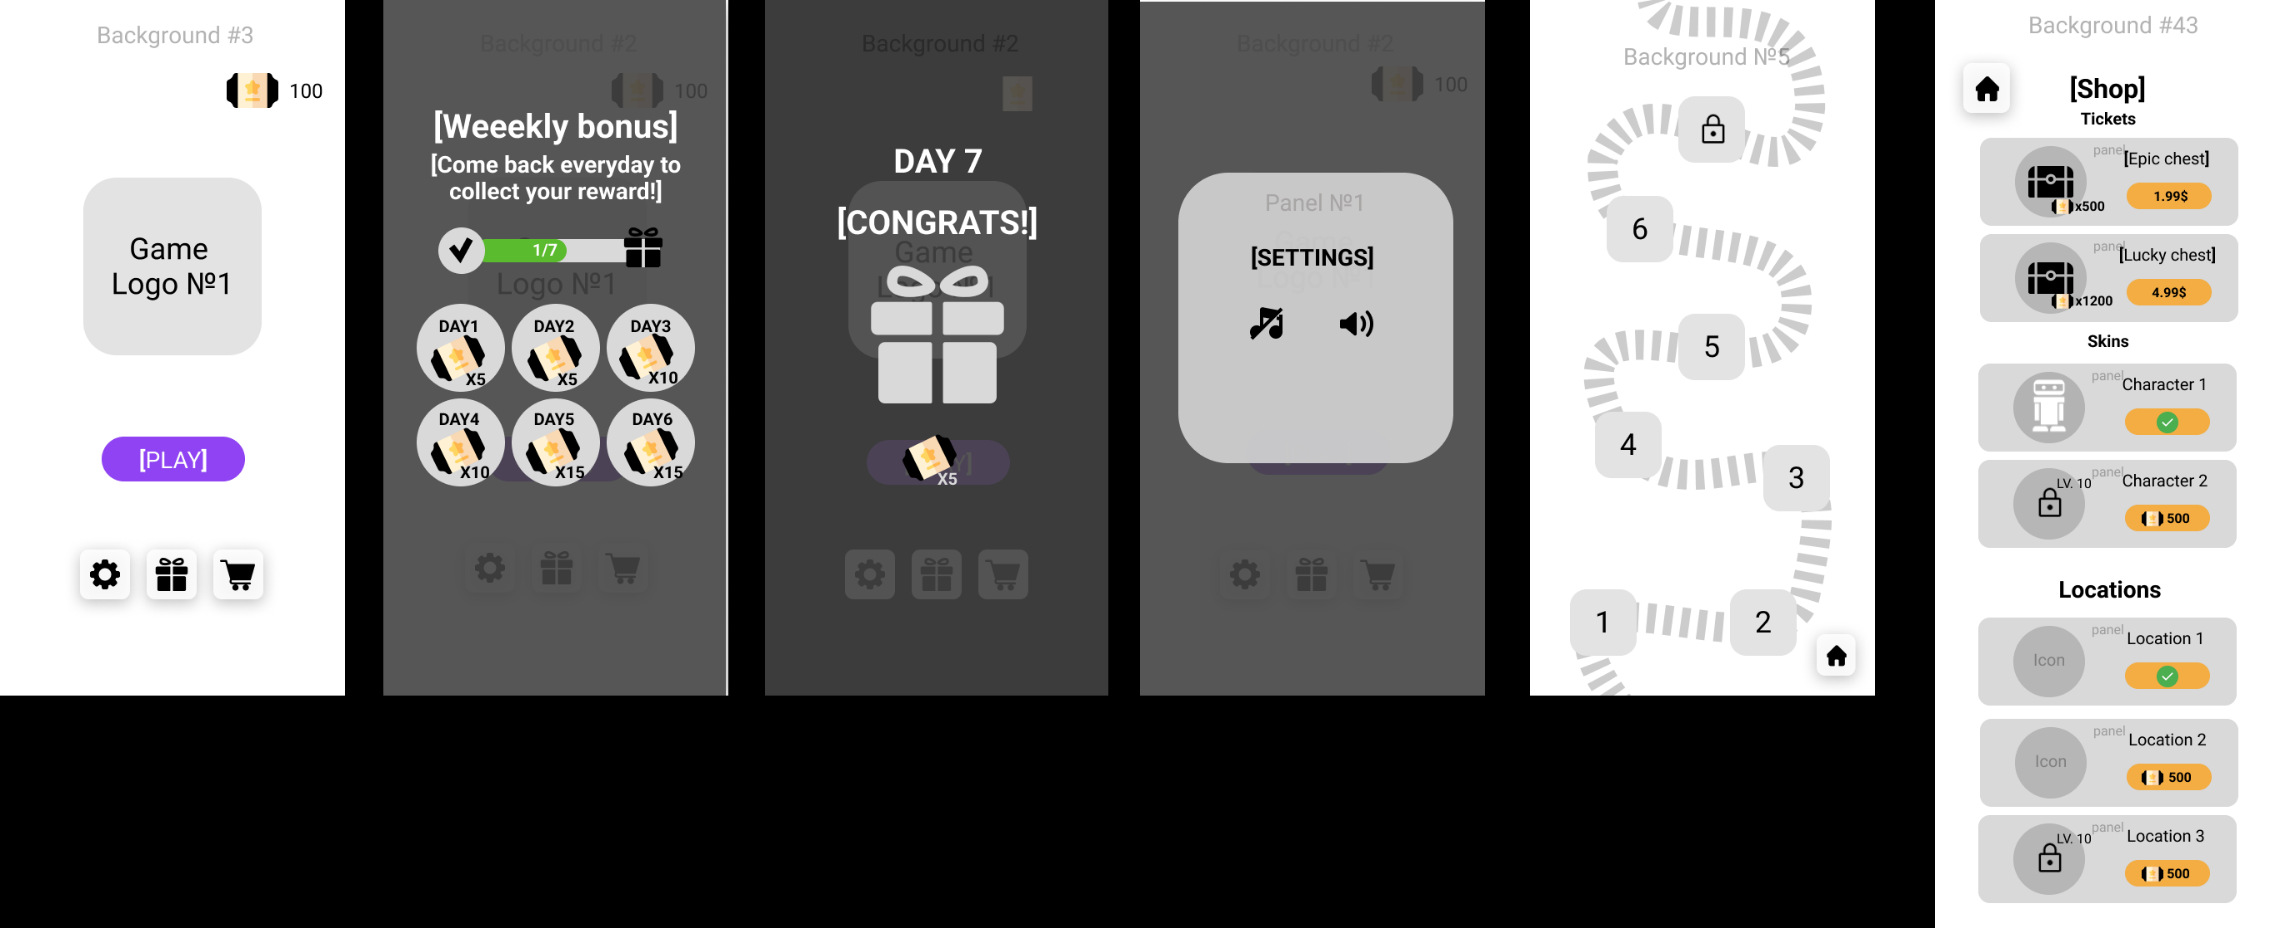 Background #3
100
Game
Logo №1
[PLAY]
Background #2
100
[Weeekly bonus]
[Come back everyday to
collect your reward!]
1/7
Logo №1
DAY1
X5
DAY2
X5
DAY3
X10
DAY4
X10
DAY5
X15
DAY6
X15
Background #2
DAY 7
[CONGRATS!]
Game
Logo №1
X5
Background #2
100
Panel №1
[SETTINGS]
Background №5
6
5
4
3
1
2
Background #43
[Shop]
Tickets
panel
[Epic chest]
x500
1.99$
panel
[Lucky chest]
x1200
4.99$
Skins
panel
Character 1
panel
LV. 10
Character 2
500
Locations
panel
Location 1
Icon
panel
Location 2
Icon
500
panel
LV. 10
Location 3
500